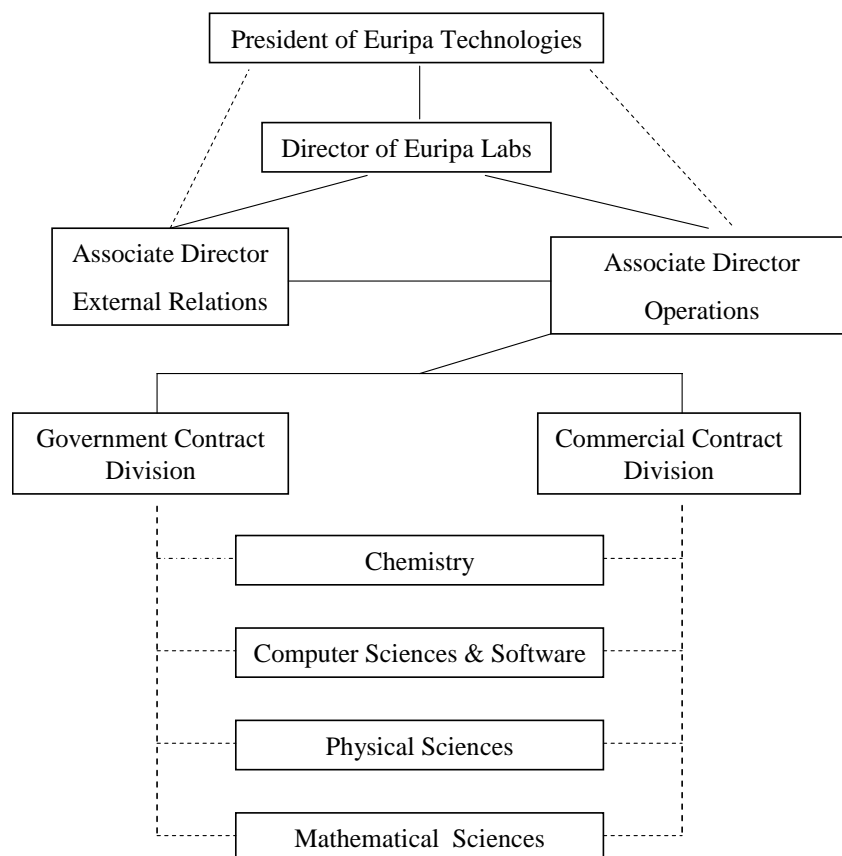 President of Euripa Technologies
Director of Euripa Labs
Associate Director
External Relations
Associate Director
Operations
Government Contract
Division
Commercial Contract
Division
Chemistry
Computer Sciences & Software
Physical Sciences
Mathematical Sciences